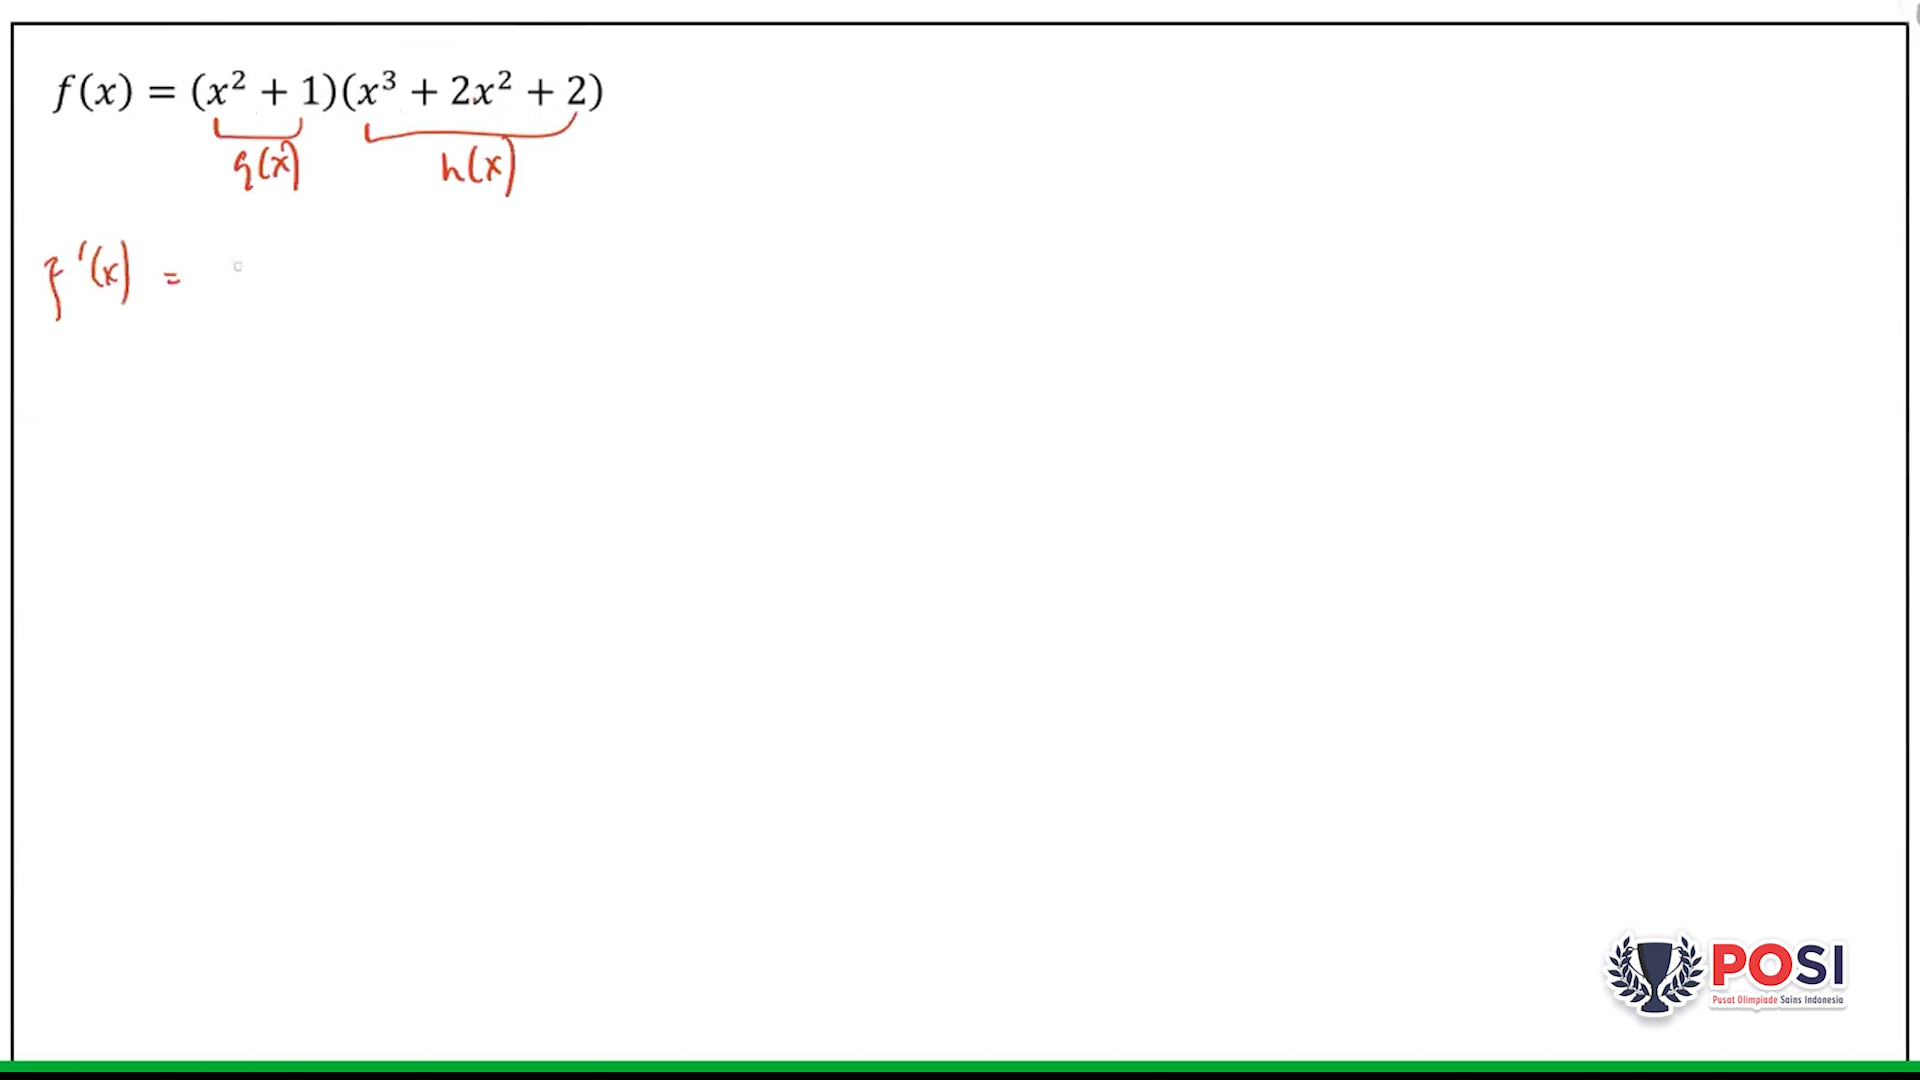 f(x) = (x² + 1)(x³ + 2x² + 2)
g(x) h(x)
f'(x) =
POSI
Pusat Olimpiade Sains Indonesia